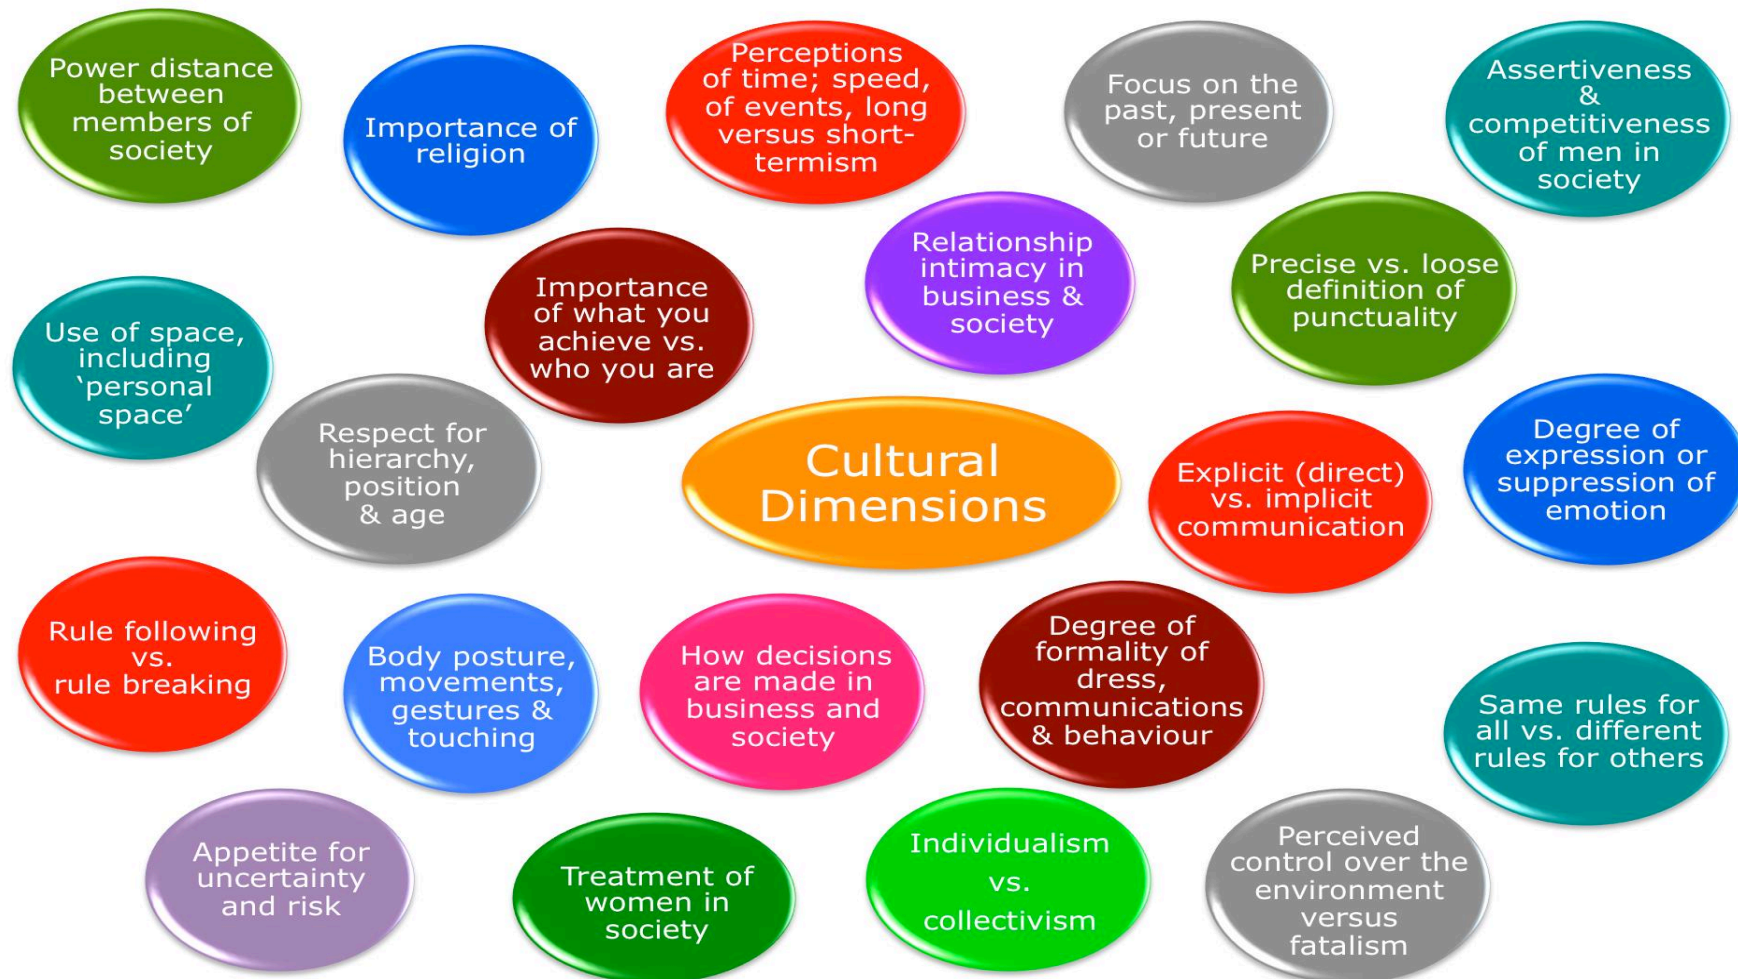 Power distance
between
members of
society
Importance of
religion
Perceptions
of time; speed,
of events, long
versus short-
termism
Focus on the
past, present
or future
Assertiveness
&
competitiveness
of men in
society
Use of space,
including
‘personal
space’
Importance
of what you
achieve vs.
who you are
Relationship
intimacy in
business &
society
Precise vs. loose
definition of
punctuality
Respect for
hierarchy,
position
& age
Cultural
Dimensions
Explicit (direct)
vs. implicit
communication
Degree of
expression or
suppression of
emotion
Rule following
vs.
rule breaking
Body posture,
movements,
gestures &
touching
How decisions
are made in
business and
society
Degree of
formality of
dress,
communications
& behaviour
Same rules for
all vs. different
rules for others
Appetite for
uncertainty
and risk
Treatment of
women in
society
Individualism
vs.
collectivism
Perceived
control over the
environment
versus
fatalism